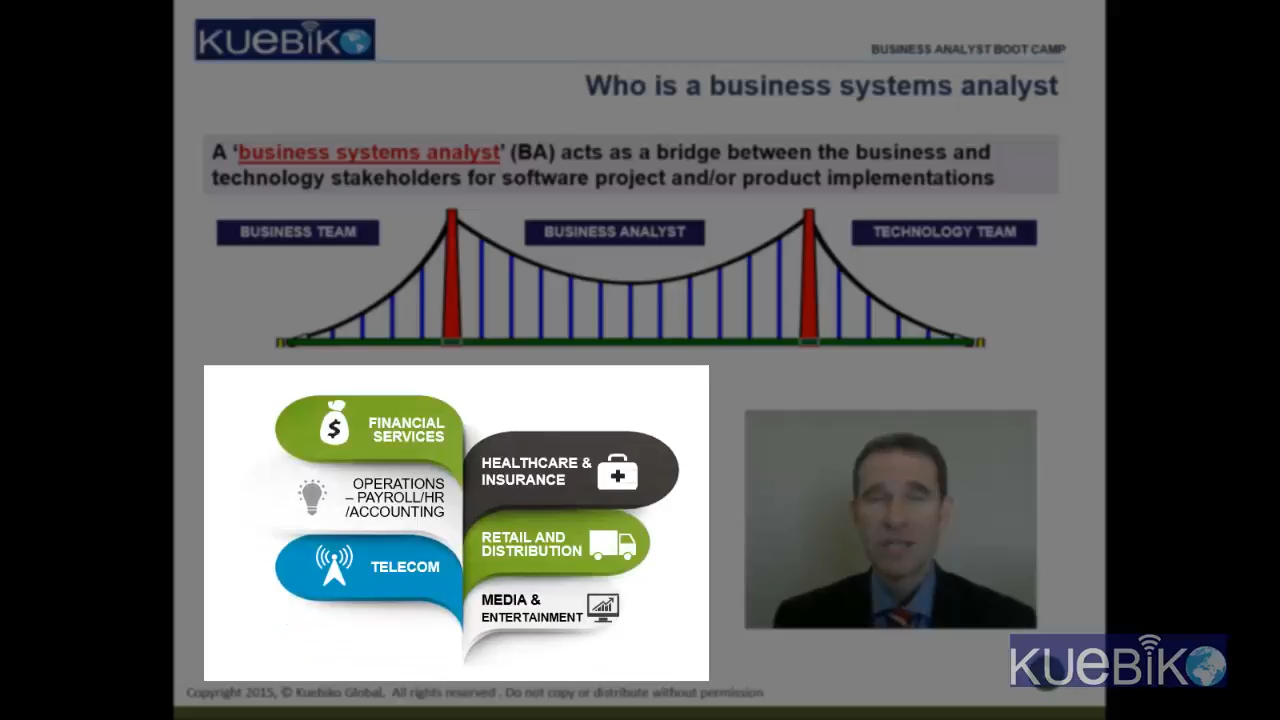 KUEBIKO
BUSINESS ANALYST BOOT CAMP
Who is a business systems analyst
A ‘business systems analyst’ (BA) acts as a bridge between the business and
technology stakeholders for software project and/or product implementations
BUSINESS TEAM
BUSINESS ANALYST
TECHNOLOGY TEAM
FINANCIAL
SERVICES
HEALTHCARE &
INSURANCE
OPERATIONS
– PAYROLL/HR
/ACCOUNTING
RETAIL AND
DISTRIBUTION
TELECOM
MEDIA &
ENTERTAINMENT
KUEBIKO
Copyright 2015, © Kuebiko Global, All rights reserved . Do not copy or distribute without permission